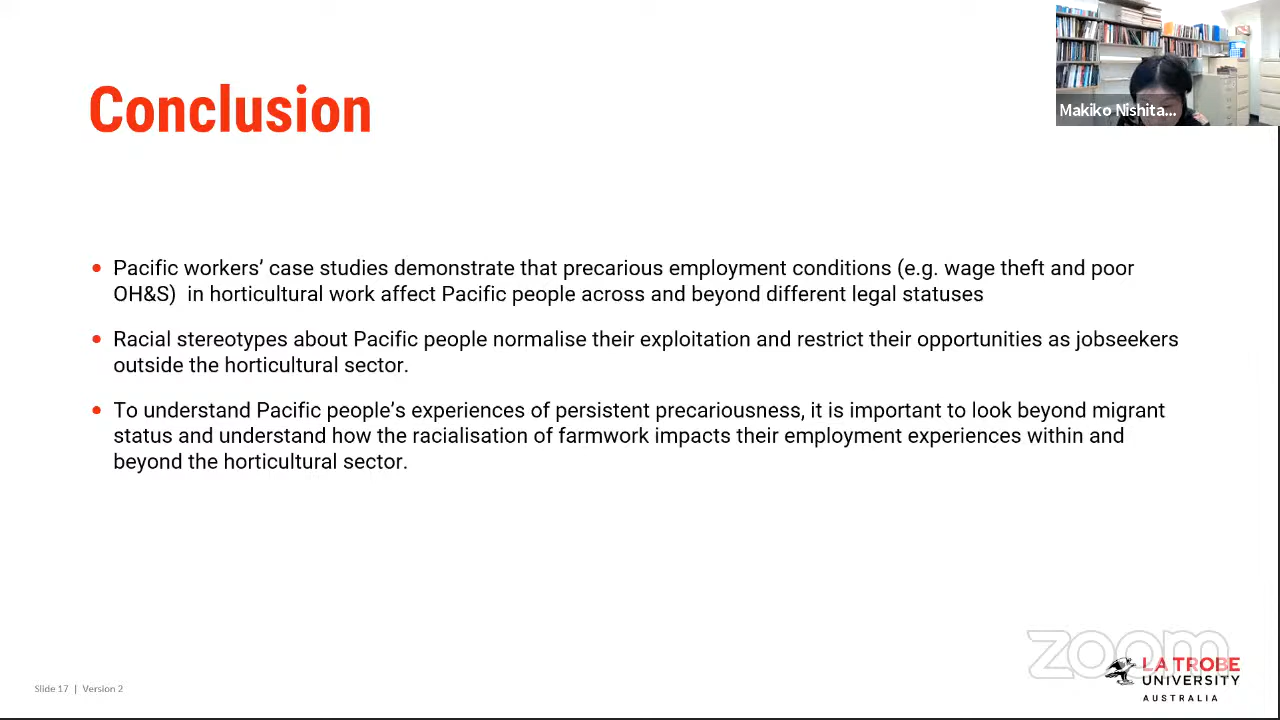 Conclusion
Makiko Nishita...
• Pacific workers’ case studies demonstrate that precarious employment conditions (e.g. wage theft and poor
OH&S)  in horticultural work affect Pacific people across and beyond different legal statuses
• Racial stereotypes about Pacific people normalise their exploitation and restrict their opportunities as jobseekers
outside the horticultural sector.
• To understand Pacific people’s experiences of persistent precariousness, it is important to look beyond migrant
status and understand how the racialisation of farmwork impacts their employment experiences within and
beyond the horticultural sector.
zoom
LA TROBE
UNIVERSITY
AUSTRALIA
Slide 17 | Version 2